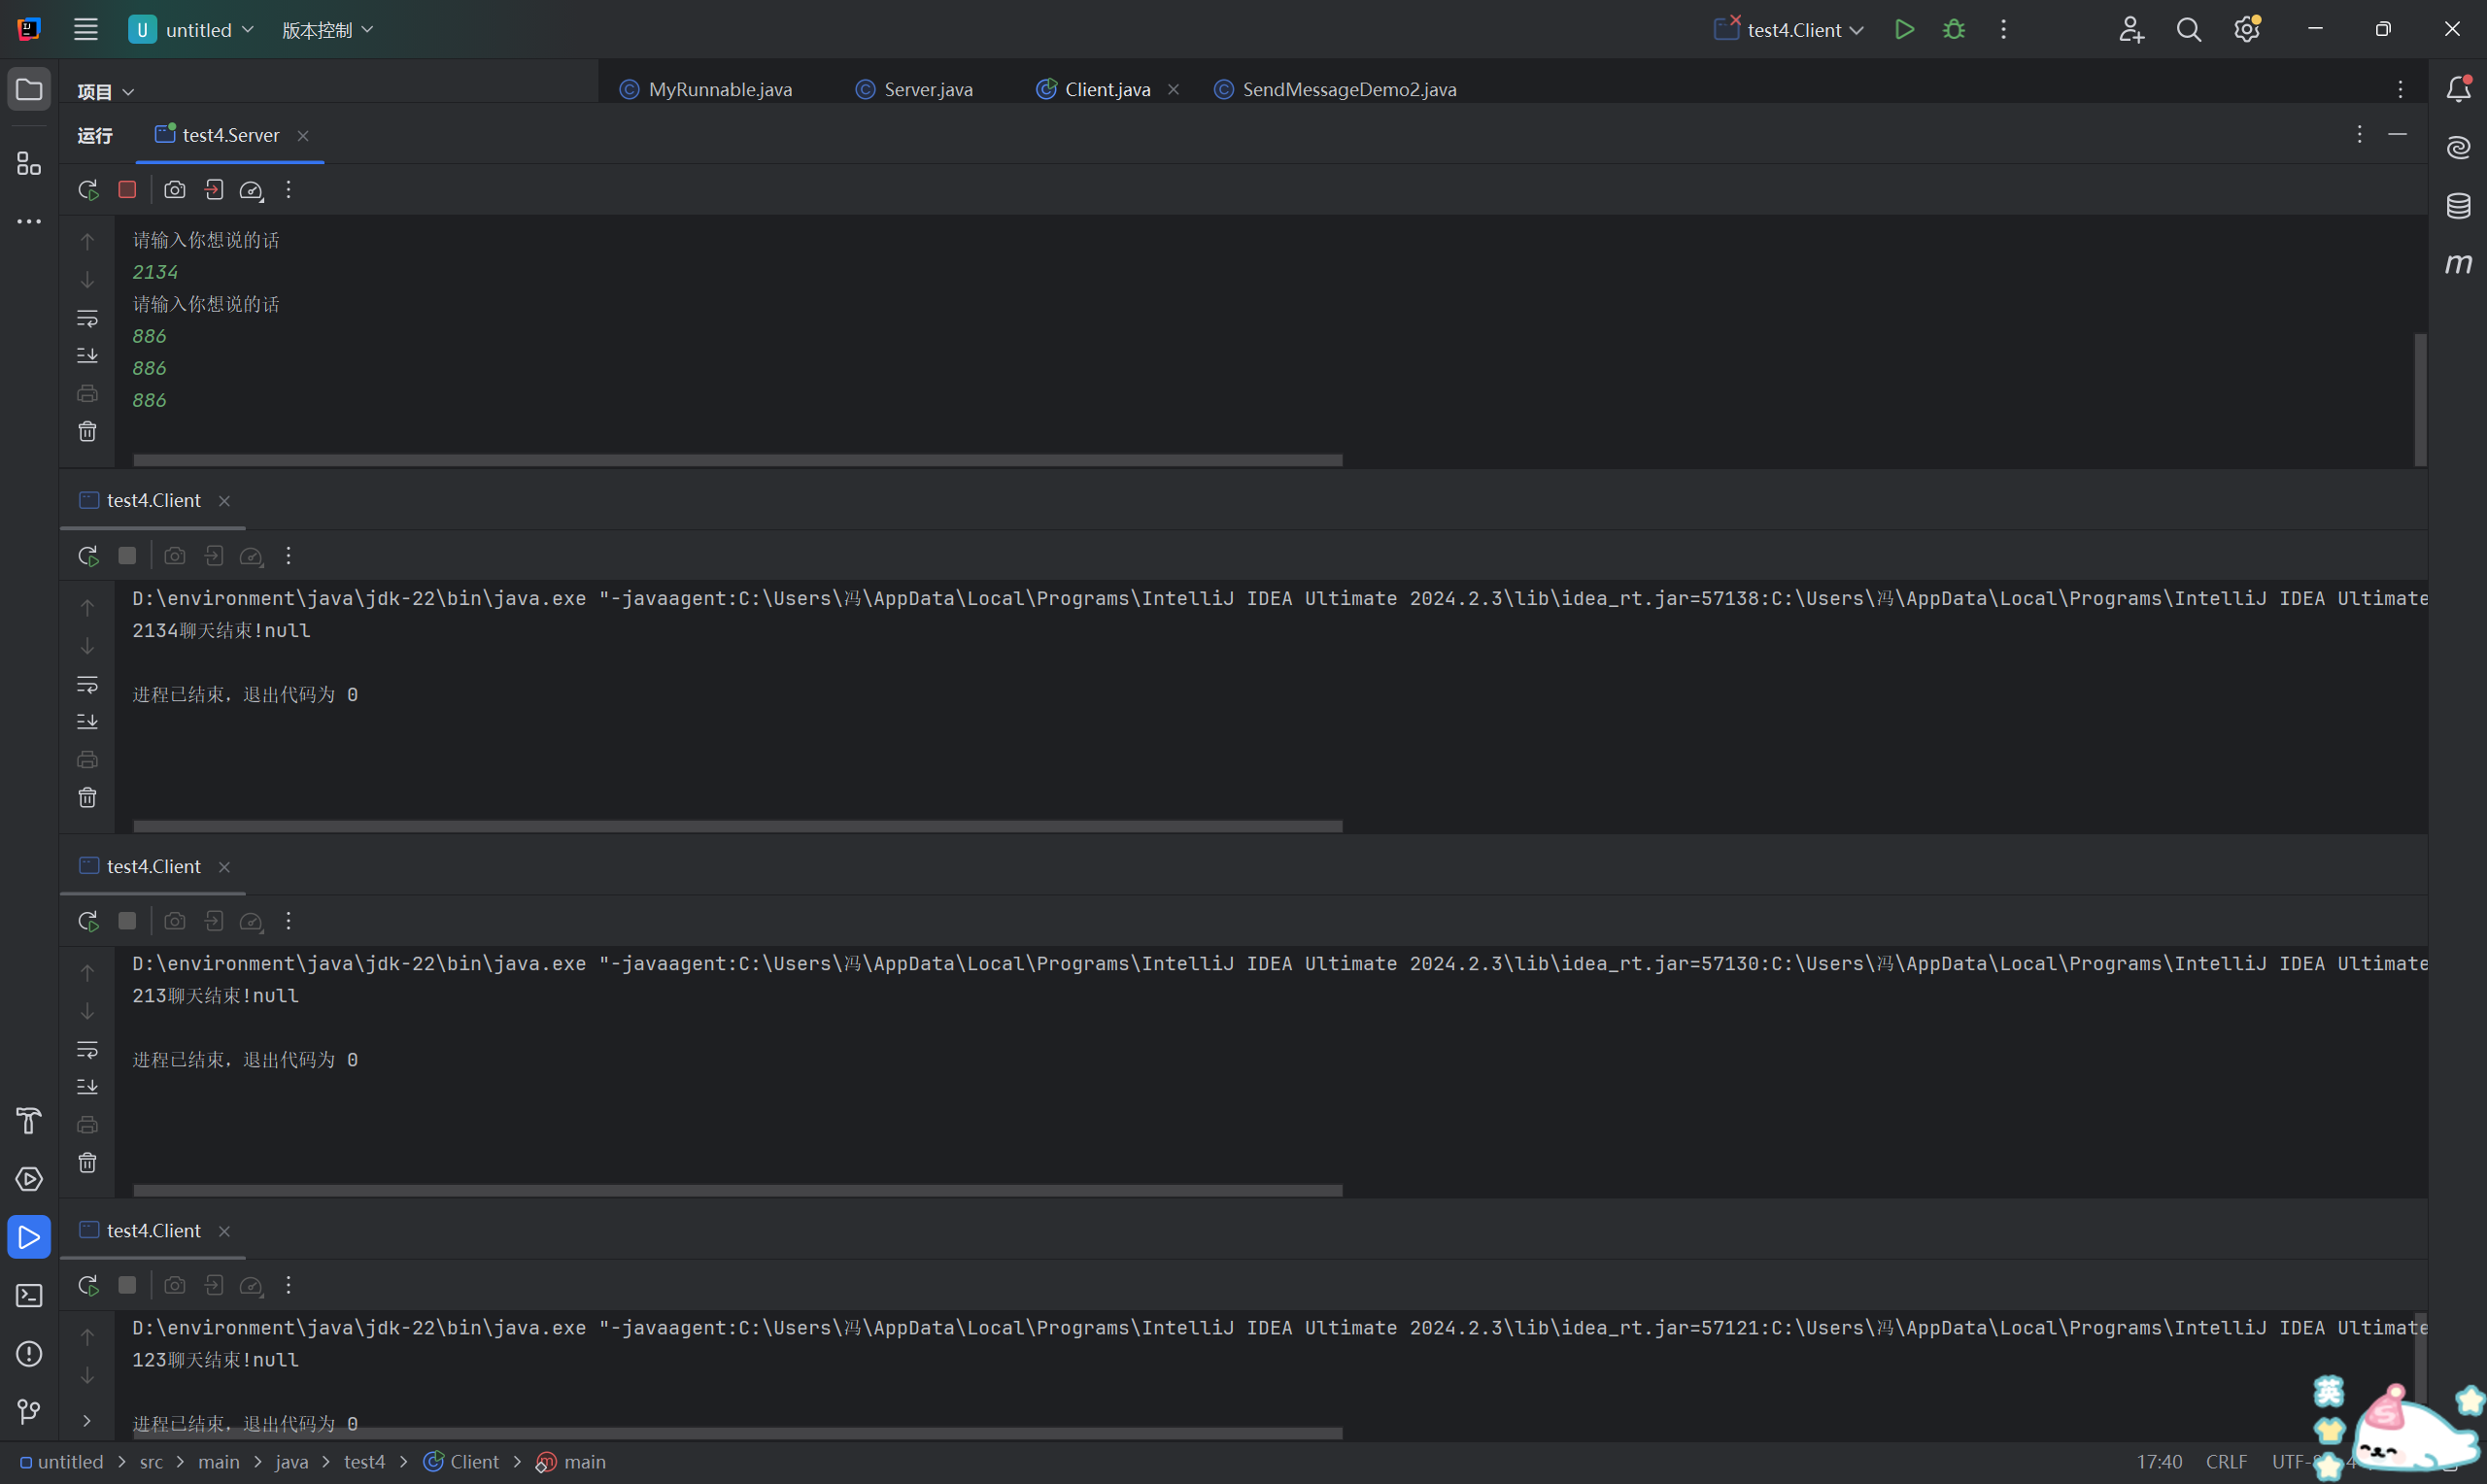 U untitled 版本控制 test4.Client
项目 MyRunnable.java Server.java Client.java SendMessageDemo2.java
运行 test4.Server
请输入你想说的话
2134
请输入你想说的话
886
886
886
test4.Client
D:\environment\java\jdk-22\bin\java.exe "-javaagent:C:\Users\冯\AppData\Local\Programs\IntelliJ IDEA Ultimate 2024.2.3\lib\idea_rt.jar=57138:C:\Users\冯\AppData\Local\Programs\IntelliJ IDEA Ultimate
2134聊天结束!null
进程已结束，退出代码为 0
test4.Client
D:\environment\java\jdk-22\bin\java.exe "-javaagent:C:\Users\冯\AppData\Local\Programs\IntelliJ IDEA Ultimate 2024.2.3\lib\idea_rt.jar=57130:C:\Users\冯\AppData\Local\Programs\IntelliJ IDEA Ultimate
213聊天结束!null
进程已结束，退出代码为 0
test4.Client
D:\environment\java\jdk-22\bin\java.exe "-javaagent:C:\Users\冯\AppData\Local\Programs\IntelliJ IDEA Ultimate 2024.2.3\lib\idea_rt.jar=57121:C:\Users\冯\AppData\Local\Programs\IntelliJ IDEA Ultimate
123聊天结束!null
进程已结束，退出代码为 0
英
untitled > src > main > java > test4 > Client > main 17:40 CRLF